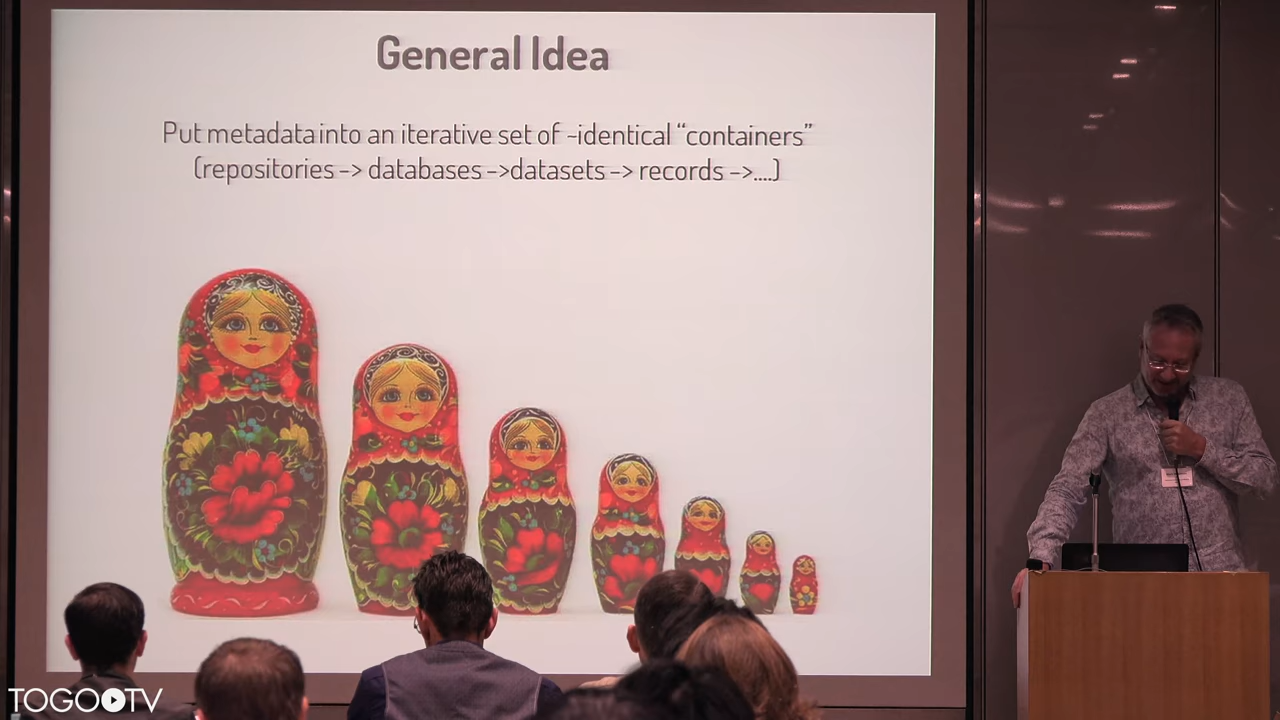 General Idea
Put metadata into an iterative set of ~identical “containers”
(repositories -> databases ->datasets -> records ->....)
TOGOTV